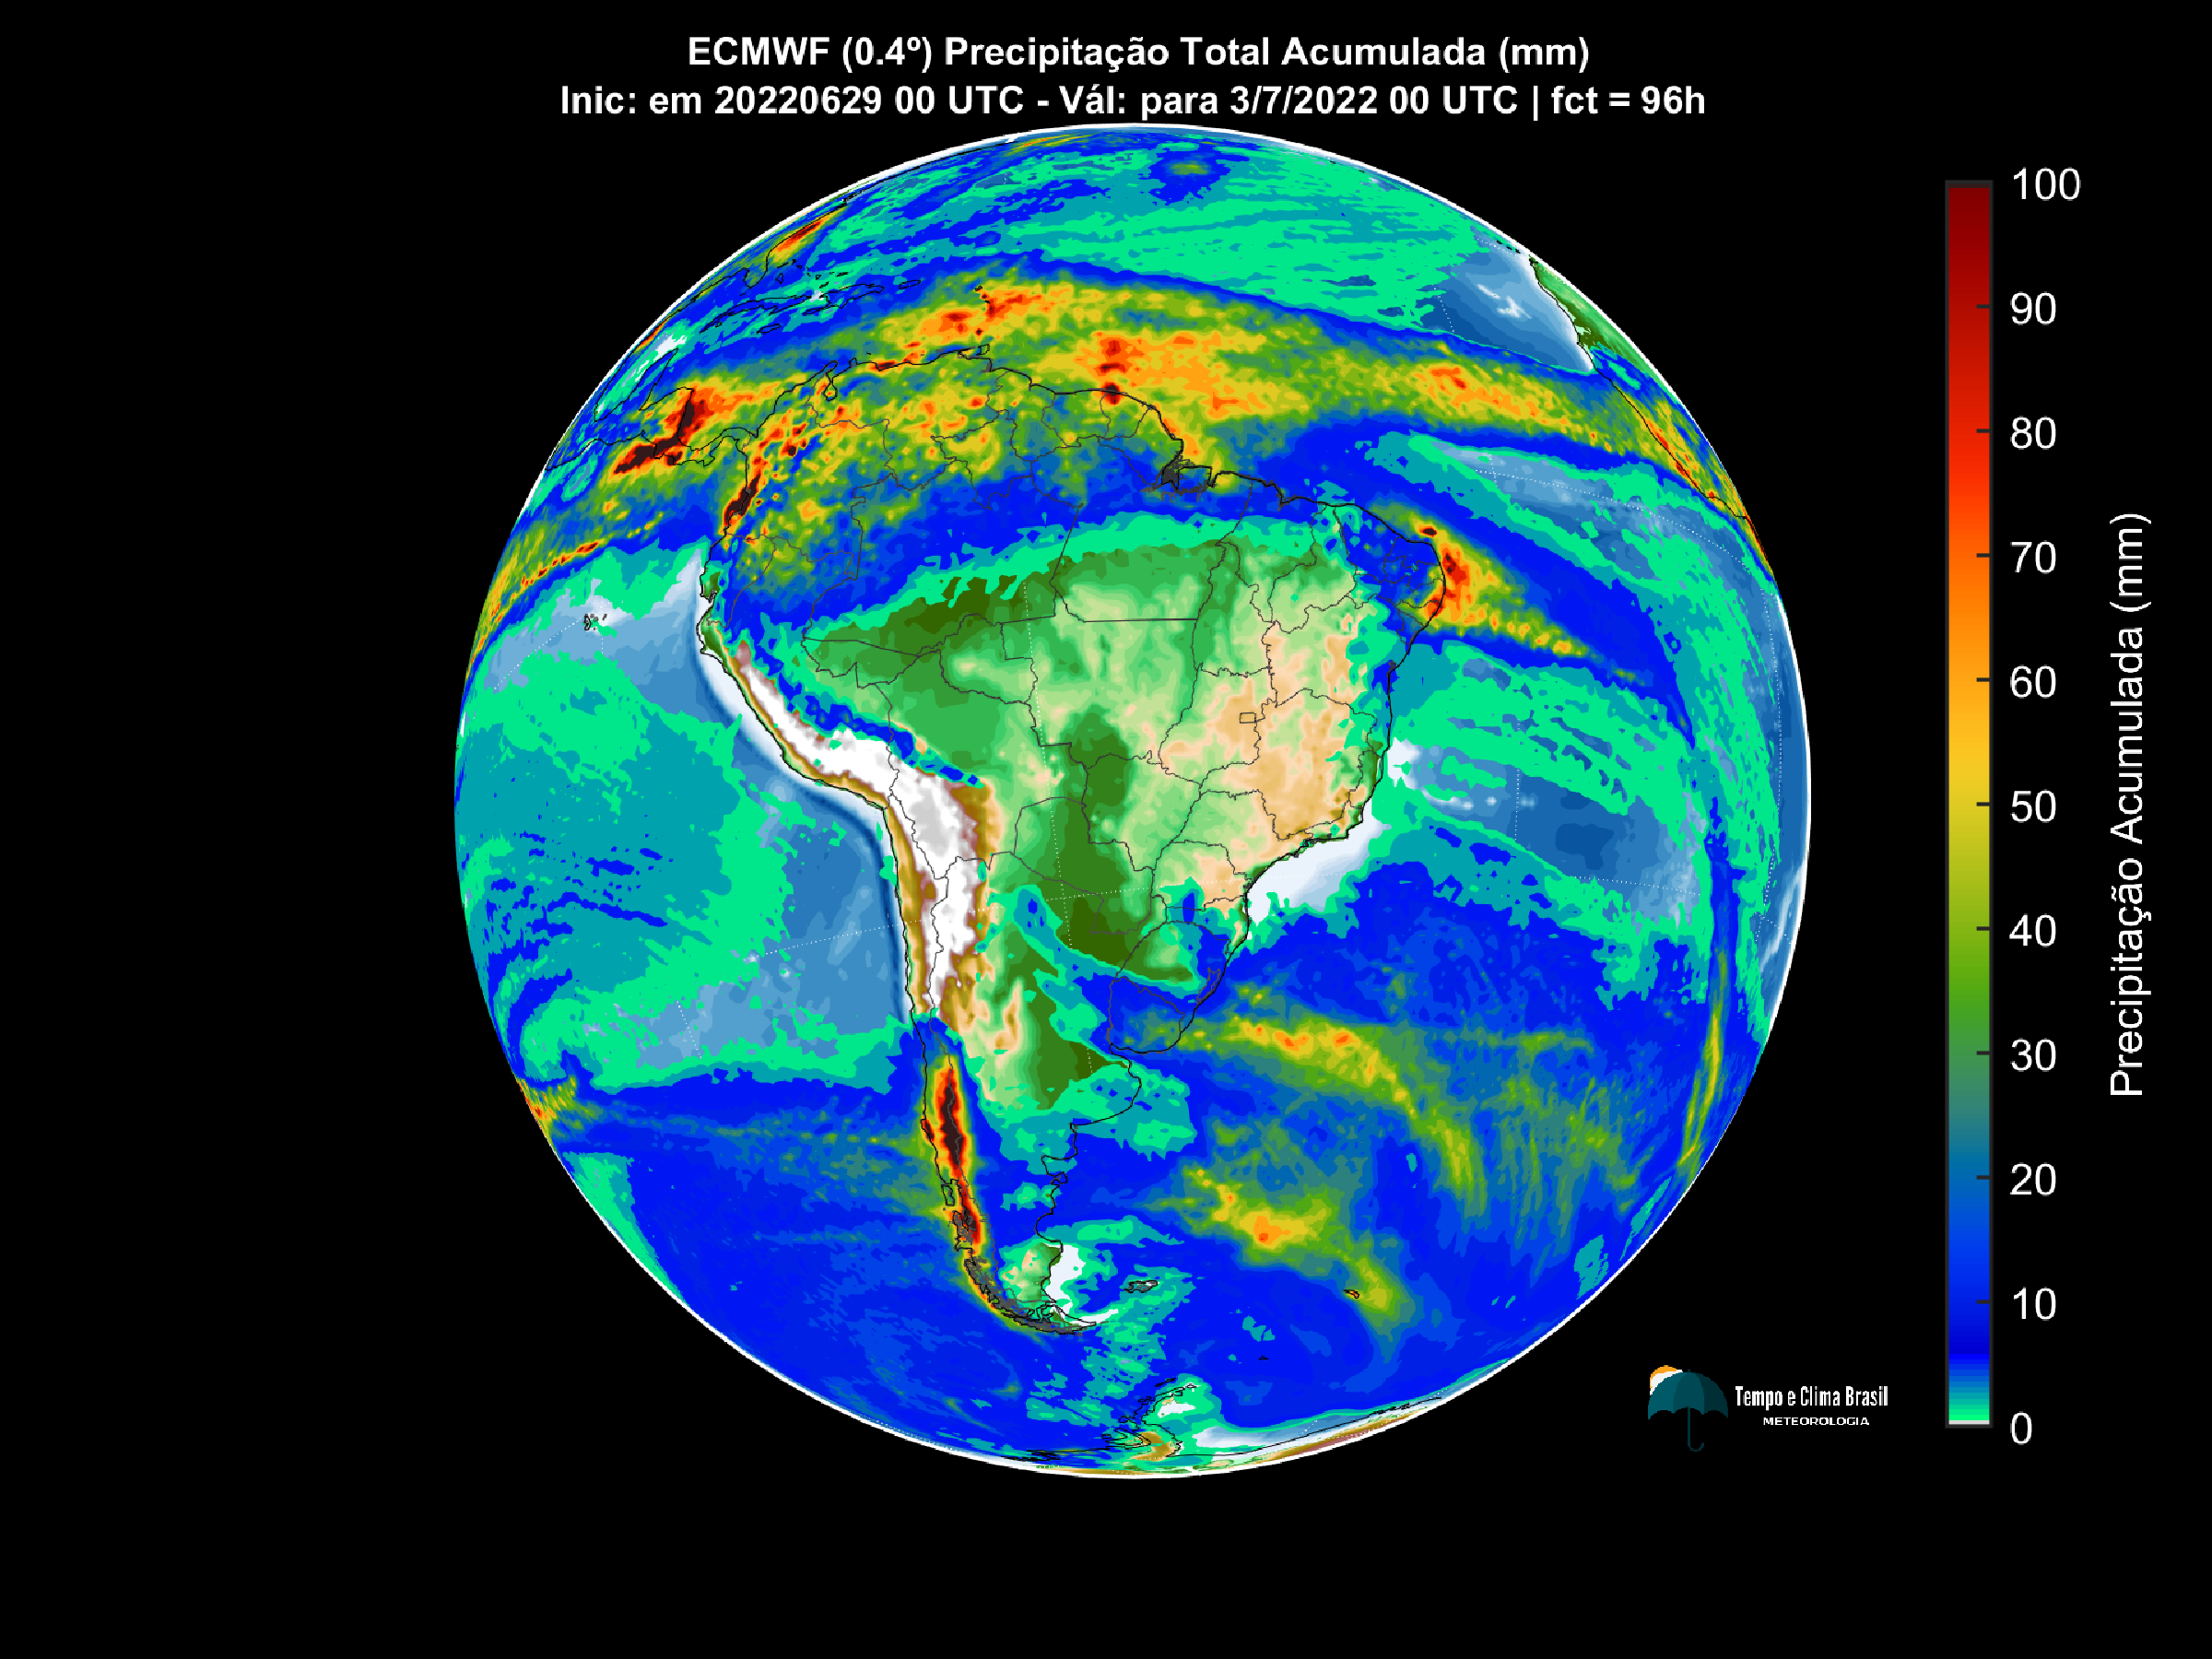 ECMWF (0.4º) Precipitação Total Acumulada (mm)
Inic: em 20220629 00 UTC - Vál: para 3/7/2022 00 UTC | fct = 96h
100
90
80
70
60
50
40
30
20
10
0
Precipitação Acumulada (mm)
Tempo e Clima Brasil
METEOROLOGIA